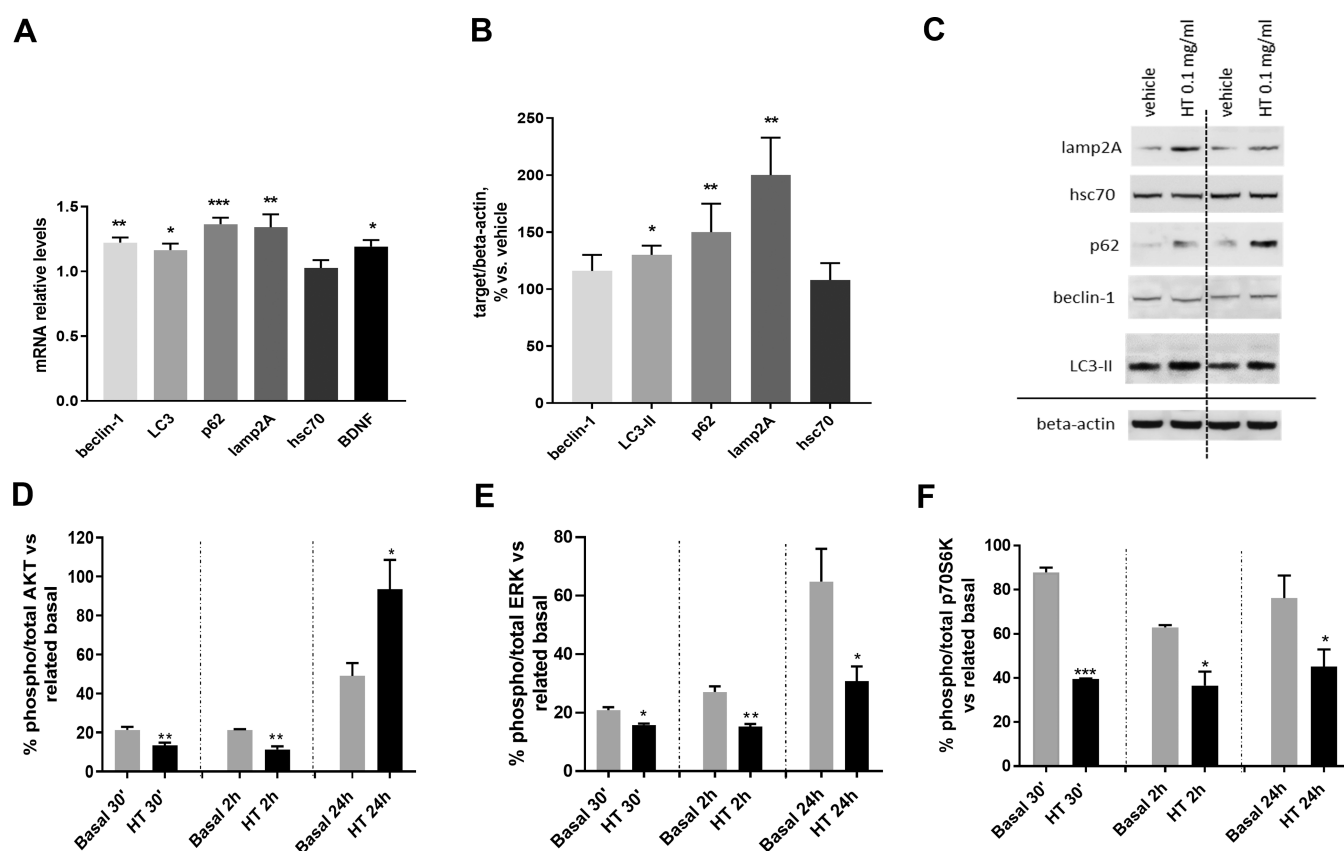 A
mRNA relative levels
1.5
1.0
0.5
0.0
**
*
***
**
*
beclin-1
LC3
p62
lamp2A
hsc70
BDNF
B
target/beta-actin,
% vs. vehicle
250
200
150
100
50
0
*
**
**
beclin-1
LC3-II
p62
lamp2A
hsc70
C
vehicle
HT 0.1 mg/ml
vehicle
HT 0.1 mg/ml
lamp2A
hsc70
p62
beclin-1
LC3-II
beta-actin
D
% phospho/total AKT vs
related basal
120
100
80
60
40
20
0
**
**
*
Basal 30'
HT 30'
Basal 2h
HT 2h
Basal 24h
HT 24h
E
% phospho/total ERK vs
related basal
80
60
40
20
0
*
**
*
Basal 30'
HT 30'
Basal 2h
HT 2h
Basal 24h
HT 24h
F
% phospho/total p70S6K
vs related basal
100
80
60
40
20
0
***
*
*
Basal 30'
HT 30'
Basal 2h
HT 2h
Basal 24h
HT 24h